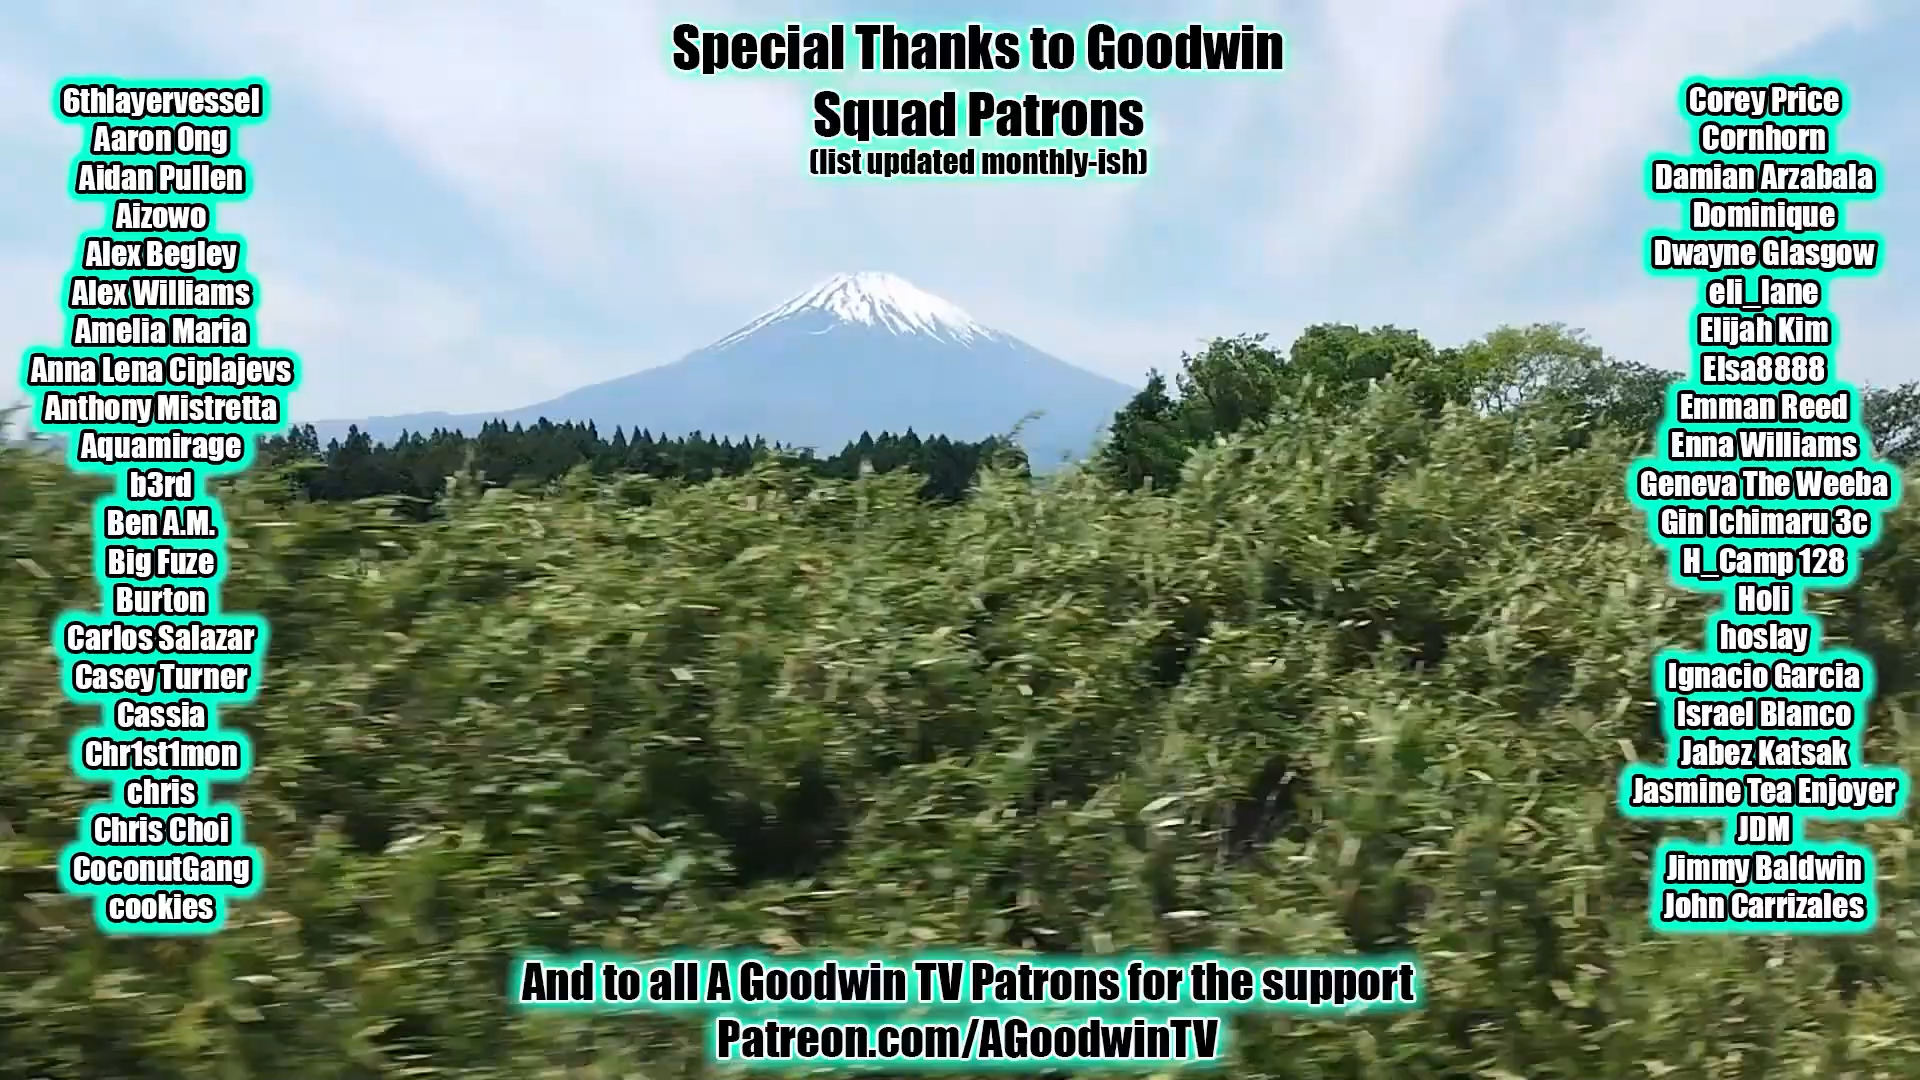 Special Thanks to Goodwin
Squad Patrons
(list updated monthly-ish)
6thlayervessel
Aaron Ong
Aidan Pullen
Aizowo
Alex Begley
Alex Williams
Amelia Maria
Anna Lena Ciplajevs
Anthony Mistretta
Aquamirage
b3rd
Ben A.M.
Big Fuze
Burton
Carlos Salazar
Casey Turner
Cassia
Chr1st1mon
chris
Chris Choi
CoconutGang
cookies
Corey Price
Cornhorn
Damian Arzabala
Dominique
Dwayne Glasgow
eli_lane
Elijah Kim
Elsa8888
Emman Reed
Enna Williams
Geneva The Weeba
Gin Ichimaru 3c
H_Camp 128
Holi
hoslay
Ignacio Garcia
Israel Blanco
Jabez Katsak
Jasmine Tea Enjoyer
JDM
Jimmy Baldwin
John Carrizales
And to all A Goodwin TV Patrons for the support
Patreon.com/AGoodwinTV